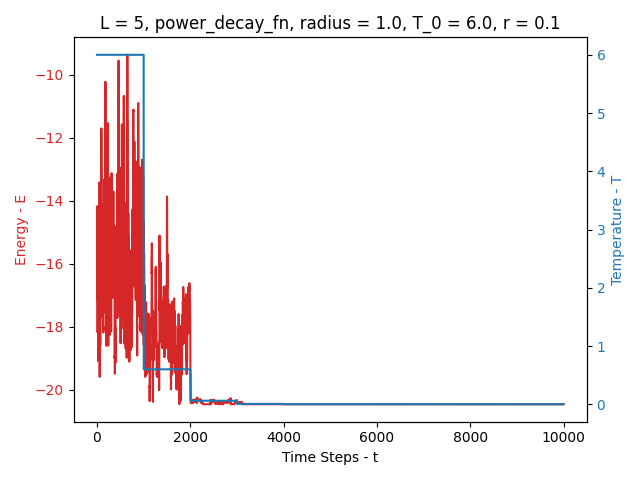 L = 5, power_decay_fn, radius = 1.0, T_0 = 6.0, r = 0.1
Energy - E
−10
−12
−14
−16
−18
−20
6
5
4
3
2
1
0
Temperature - T
0 2000 4000 6000 8000 10000
Time Steps - t